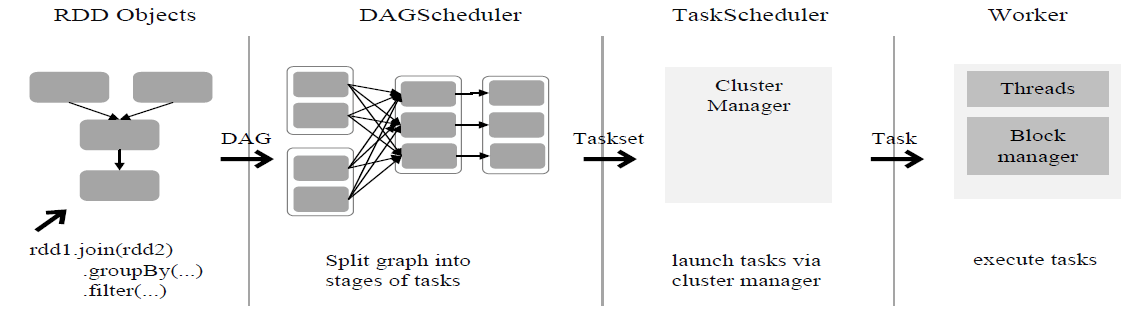 RDD Objects
DAGScheduler
TaskScheduler
Worker
Cluster
Manager
Threads
Block
manager
DAG
Taskset
Task
rdd1.join(rdd2)
.groupBy(...)
.filter(...)
Split graph into
stages of tasks
launch tasks via
cluster manager
execute tasks